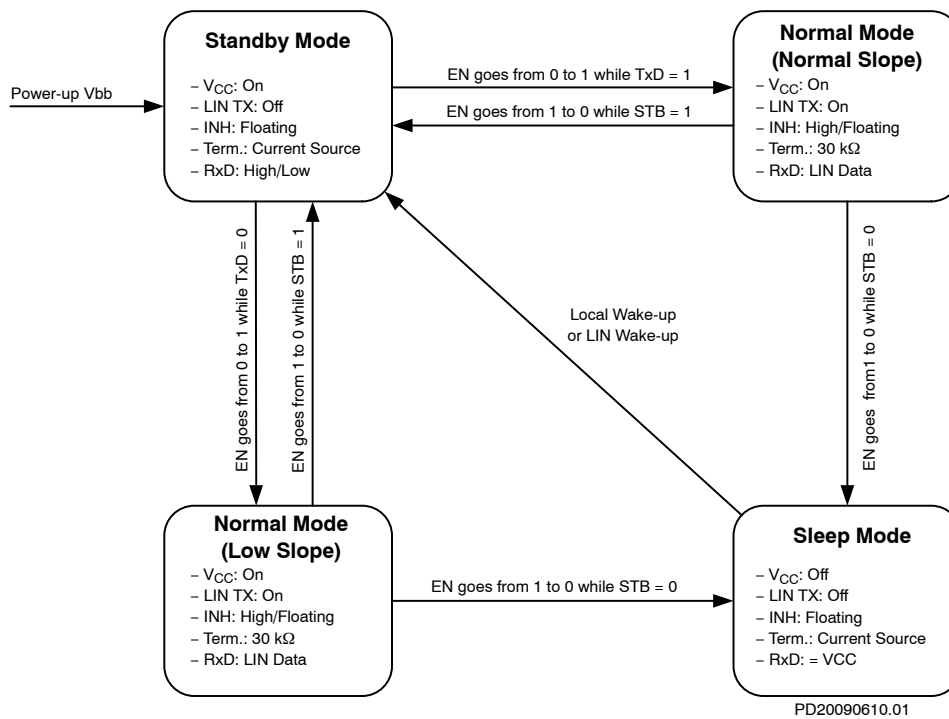 Power-up Vbb
Standby Mode
– VCC: On
– LIN TX: Off
– INH: Floating
– Term.: Current Source
– RxD: High/Low
EN goes from 0 to 1 while TxD = 1
EN goes from 1 to 0 while STB = 1
Normal Mode
(Normal Slope)
– VCC: On
– LIN TX: On
– INH: High/Floating
– Term.: 30 kΩ
– RxD: LIN Data
EN goes from 0 to 1 while TxD = 0
EN goes from 1 to 0 while STB = 1
Local Wake-up
or LIN Wake-up
EN goes from 1 to 0 while STB = 0
Normal Mode
(Low Slope)
– VCC: On
– LIN TX: On
– INH: High/Floating
– Term.: 30 kΩ
– RxD: LIN Data
EN goes from 1 to 0 while STB = 0
Sleep Mode
– VCC: Off
– LIN TX: Off
– INH: Floating
– Term.: Current Source
– RxD: = VCC
PD20090610.01